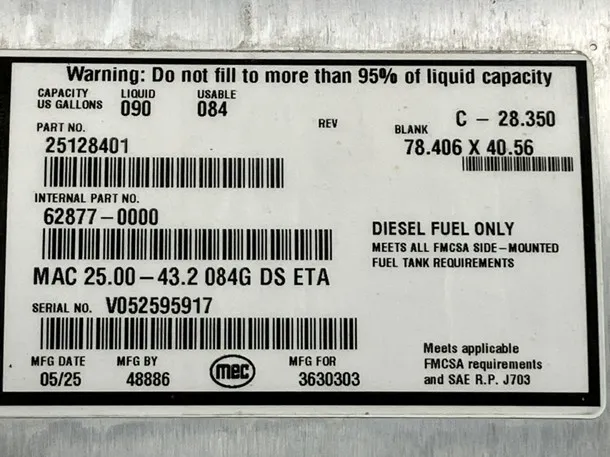 Warning: Do not fill to more than 95% of liquid capacity
CAPACITY LIQUID USABLE
US GALLONS 090 084
REV
C - 28.350
PART NO.
25128401
BLANK
78.406 X 40.56
INTERNAL PART NO.
62877-0000
DIESEL FUEL ONLY
MEETS ALL FMCSA SIDE-MOUNTED
FUEL TANK REQUIREMENTS
MAC 25.00-43.2 084G DS ETA
SERIAL NO. V052595917
MFG DATE MFG BY MFG FOR
05/25 48886 mec 3630303
Meets applicable
FMCSA requirements
and SAE R.P. J703